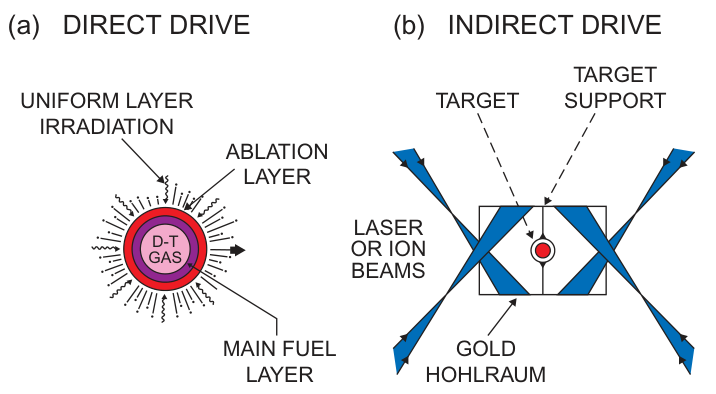 (a) DIRECT DRIVE
UNIFORM LAYER
IRRADIATION
ABLATION
LAYER
D-T
GAS
MAIN FUEL
LAYER
(b) INDIRECT DRIVE
TARGET
TARGET
SUPPORT
LASER
OR ION
BEAMS
GOLD
HOHLRAUM